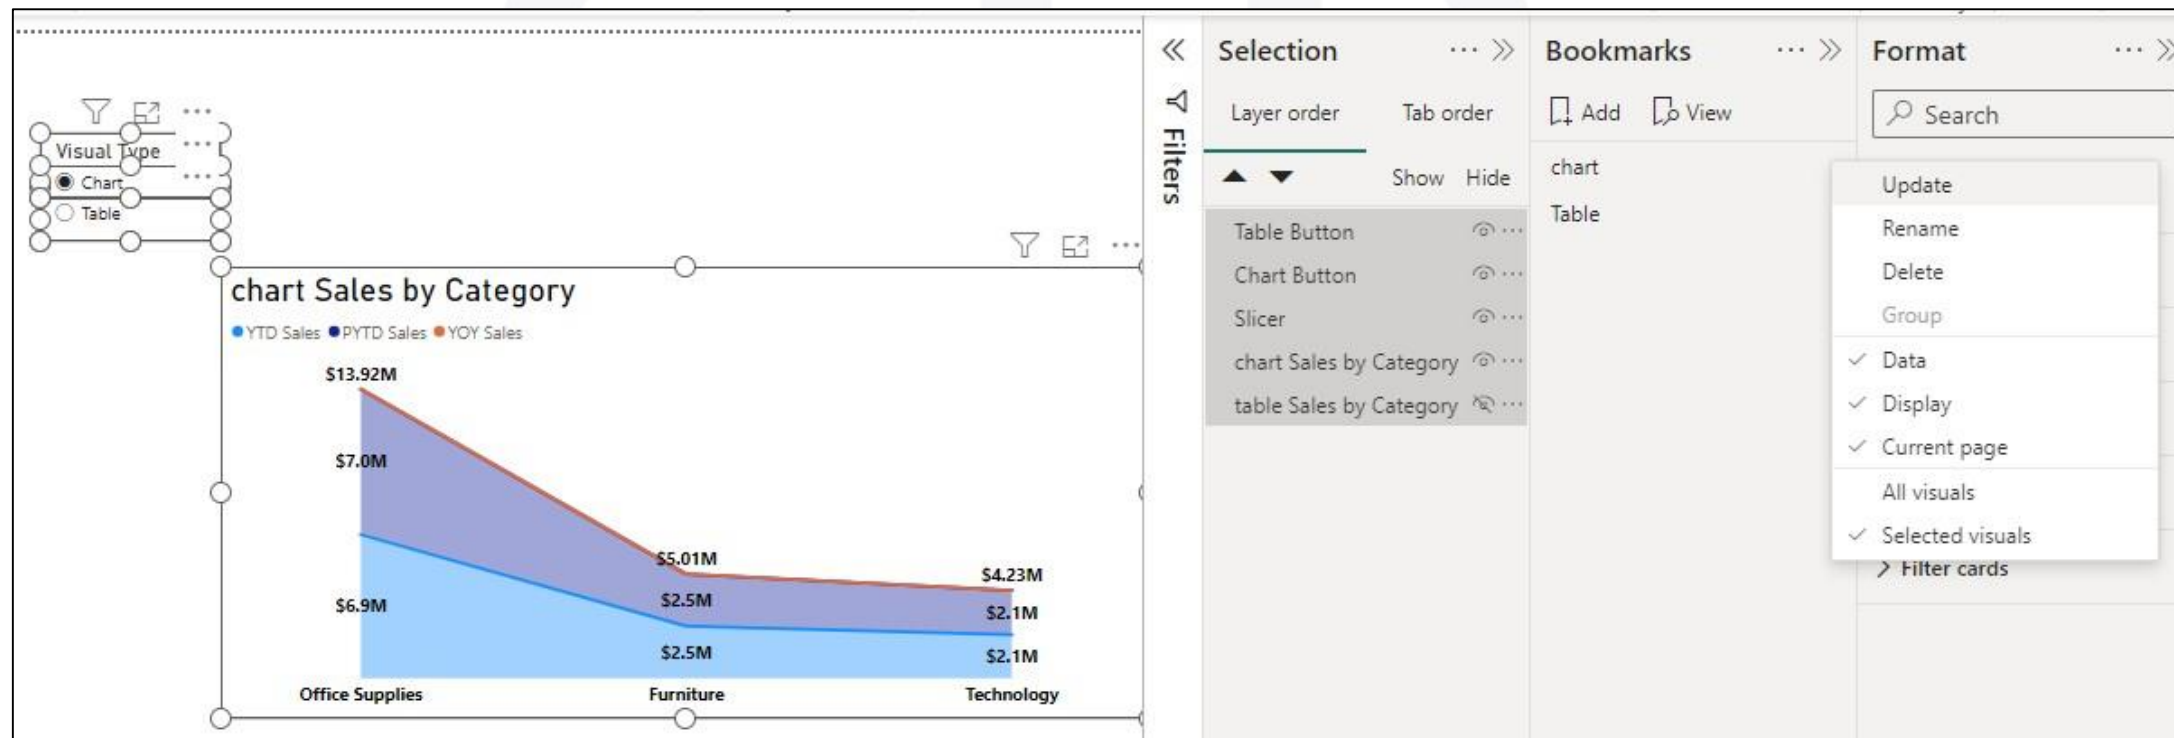 Visual Type
Chart
Table
chart Sales by Category
YTD Sales PYTD Sales YOY Sales
$13.92M
$7.0M
$6.9M
$5.01M
$2.5M
$2.5M
$4.23M
$2.1M
$2.1M
Office Supplies Furniture Technology
Filters
Selection
Layer order Tab order
Show Hide
Table Button
Chart Button
Slicer
chart Sales by Category
table Sales by Category
Bookmarks
Add View
chart
Table
Format
Search
Update
Rename
Delete
Group
Data
Display
Current page
All visuals
Selected visuals
Filter cards